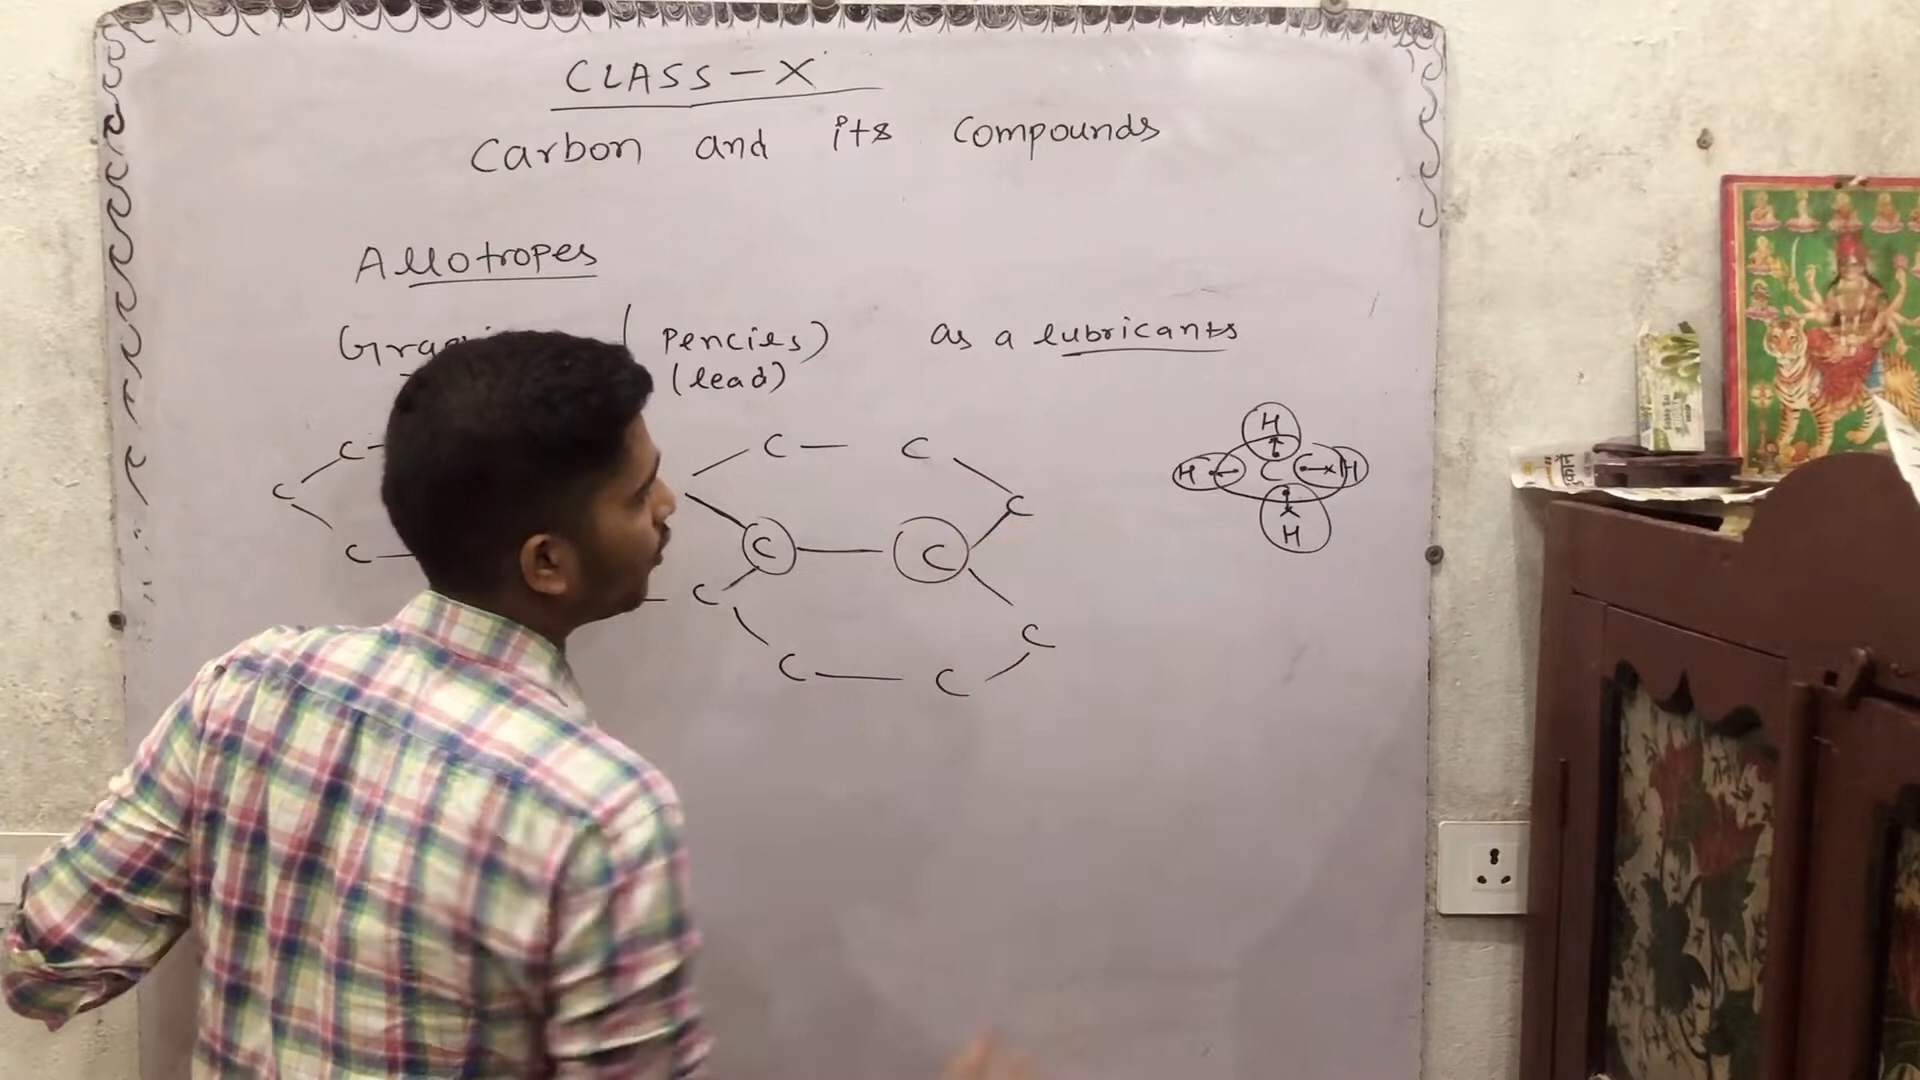 CLASS - X
Carbon and its Compounds
Allotropes
( Pencies) as a lubricants
(lead)
C C — C H
C C H C H
C — C — C H
C
C — C C